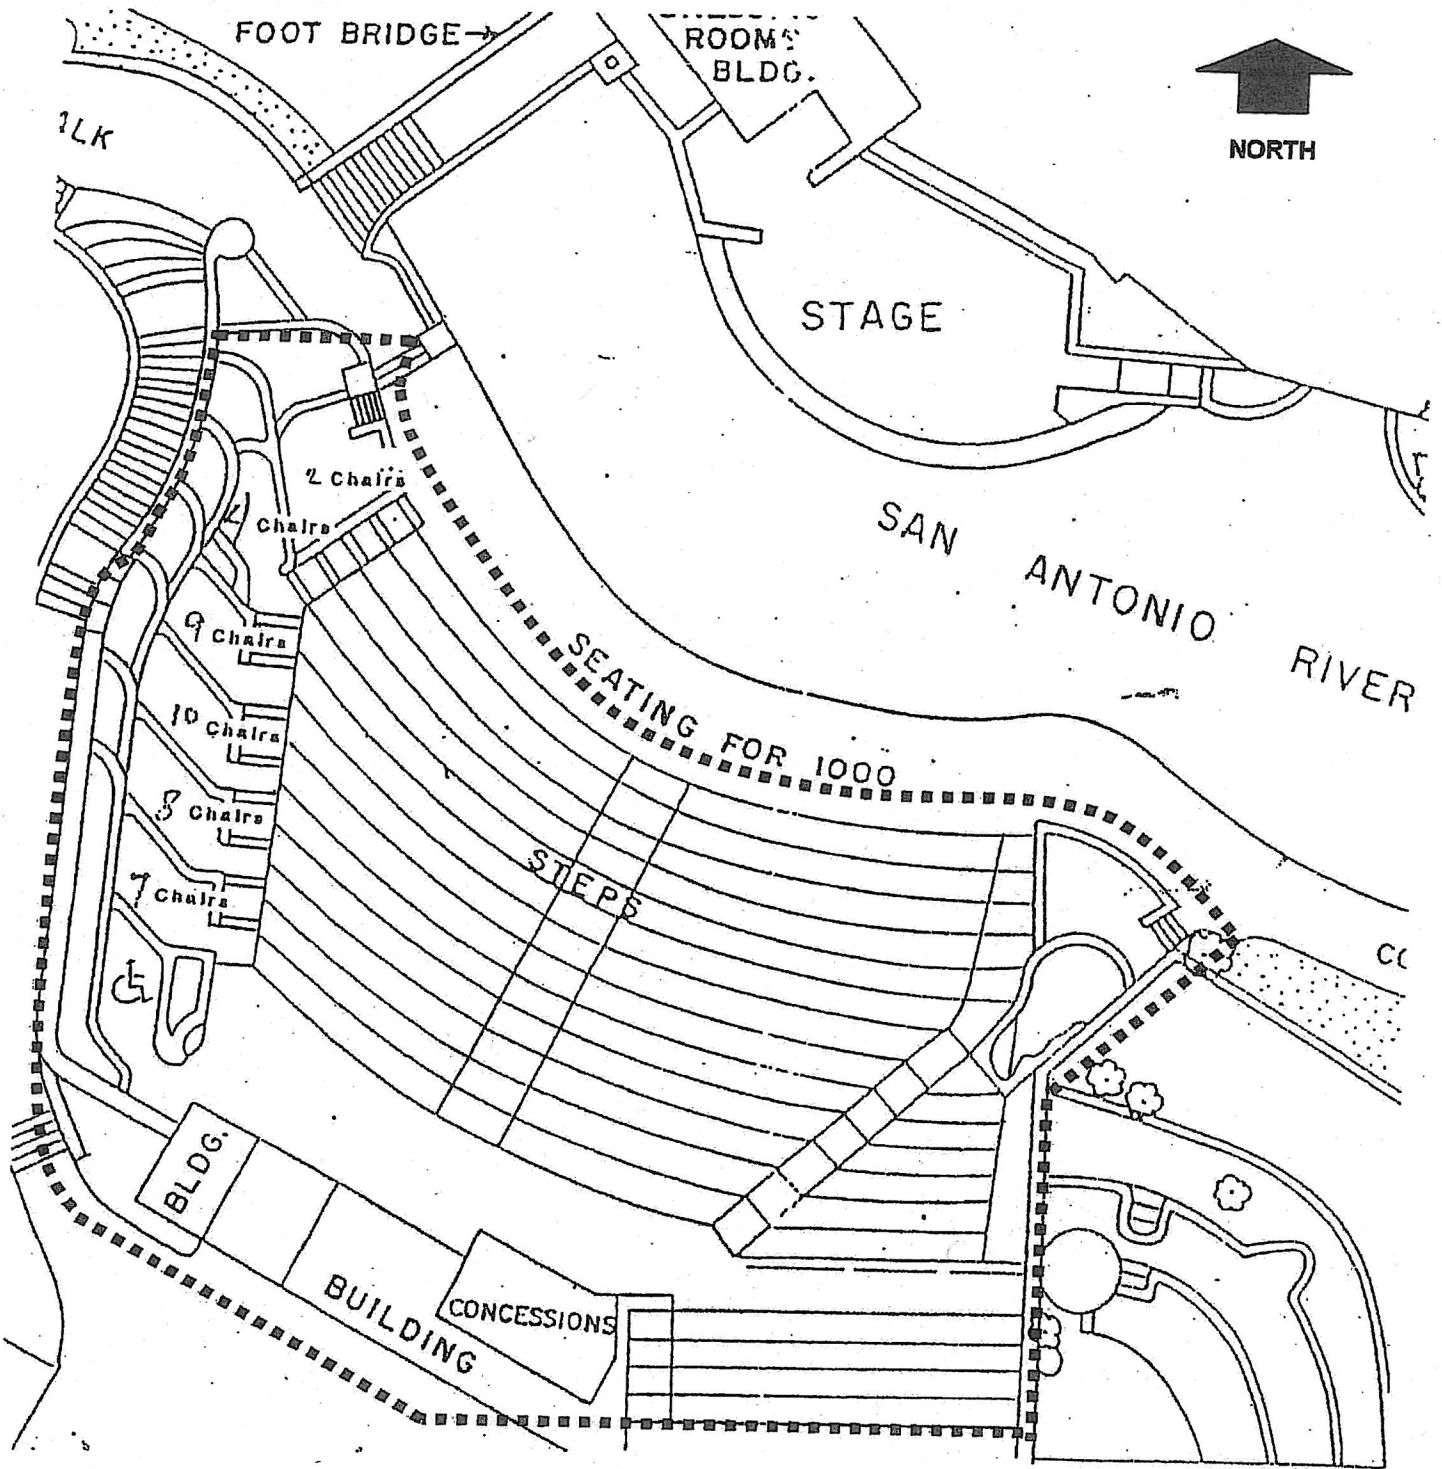 FOOT BRIDGE
ROOMS
BLDG.
NORTH
STAGE
SAN ANTONIO RIVER
2 Chairs
Chairs
9 Chairs
10 Chairs
8 Chairs
7 Chairs
SEATING FOR 1000
STEPS
BLDG.
BUILDING
CONCESSIONS